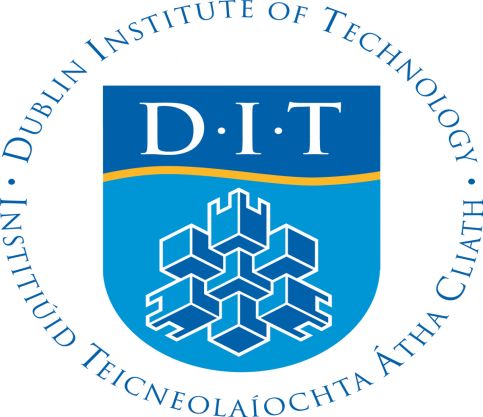 DUBLIN INSTITUTE OF TECHNOLOGY
D·I·T
INSTITIÚID TEICNEOLAÍOCHTA ÁTHA CLIATH